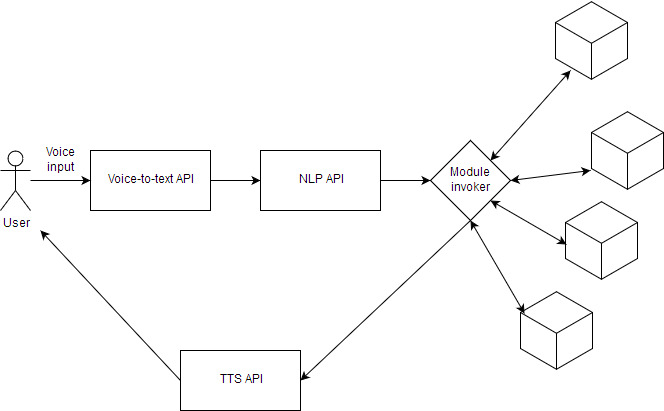 Voice
input
User
Voice-to-text API
NLP API
Module
invoker
TTS API